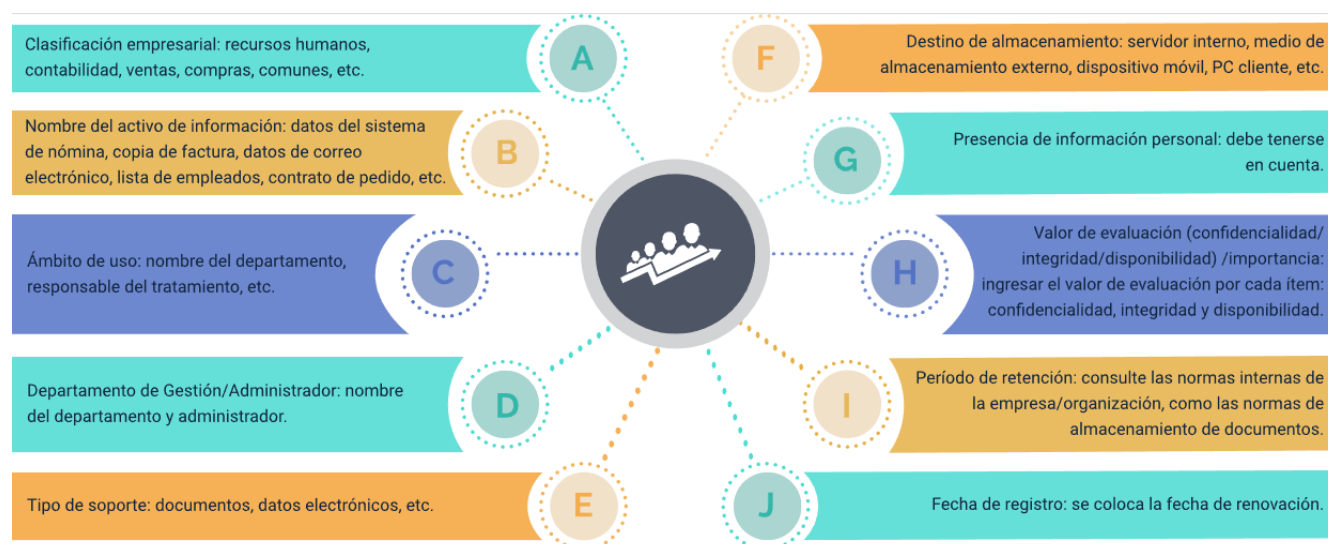 Clasificación empresarial: recursos humanos,
contabilidad, ventas, compras, comunes, etc.
A
Nombre del activo de información: datos del sistema
de nómina, copia de factura, datos de correo
electrónico, lista de empleados, contrato de pedido, etc.
B
Ámbito de uso: nombre del departamento,
responsable del tratamiento, etc.
C
Departamento de Gestión/Administrador: nombre
del departamento y administrador.
D
Tipo de soporte: documentos, datos electrónicos, etc.
E
F
Destino de almacenamiento: servidor interno, medio de
almacenamiento externo, dispositivo móvil, PC cliente, etc.
G
Presencia de información personal: debe tenerse
en cuenta.
H
Valor de evaluación (confidencialidad/
integridad/disponibilidad) /importancia:
ingresar el valor de evaluación por cada ítem:
confidencialidad, integridad y disponibilidad.
I
Período de retención: consulte las normas internas de
la empresa/organización, como las normas de
almacenamiento de documentos.
J
Fecha de registro: se coloca la fecha de renovación.